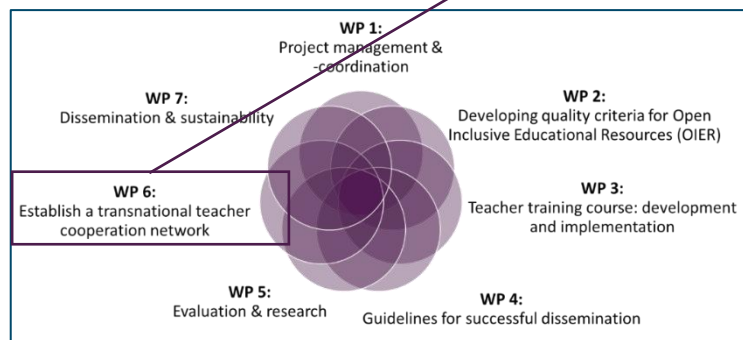 WP 1:
Project management &
-coordination
WP 2:
Developing quality criteria for Open
Inclusive Educational Resources (OIER)
WP 3:
Teacher training course: development
and implementation
WP 4:
Guidelines for successful dissemination
WP 5:
Evaluation & research
WP 6:
Establish a transnational teacher
cooperation network
WP 7:
Dissemination & sustainability